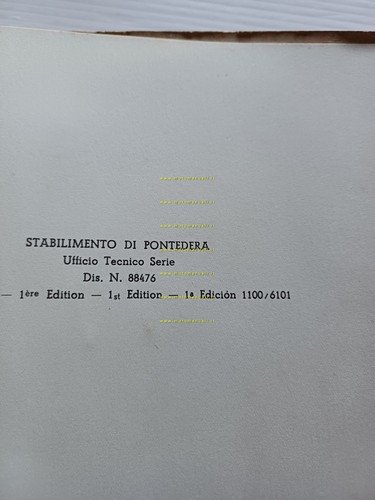 STABILIMENTO DI PONTEDERA
Ufficio Tecnico Serie
Dis. N. 88476
— 1ère Edition — 1st Edition — 1ª Edición 1100/6101